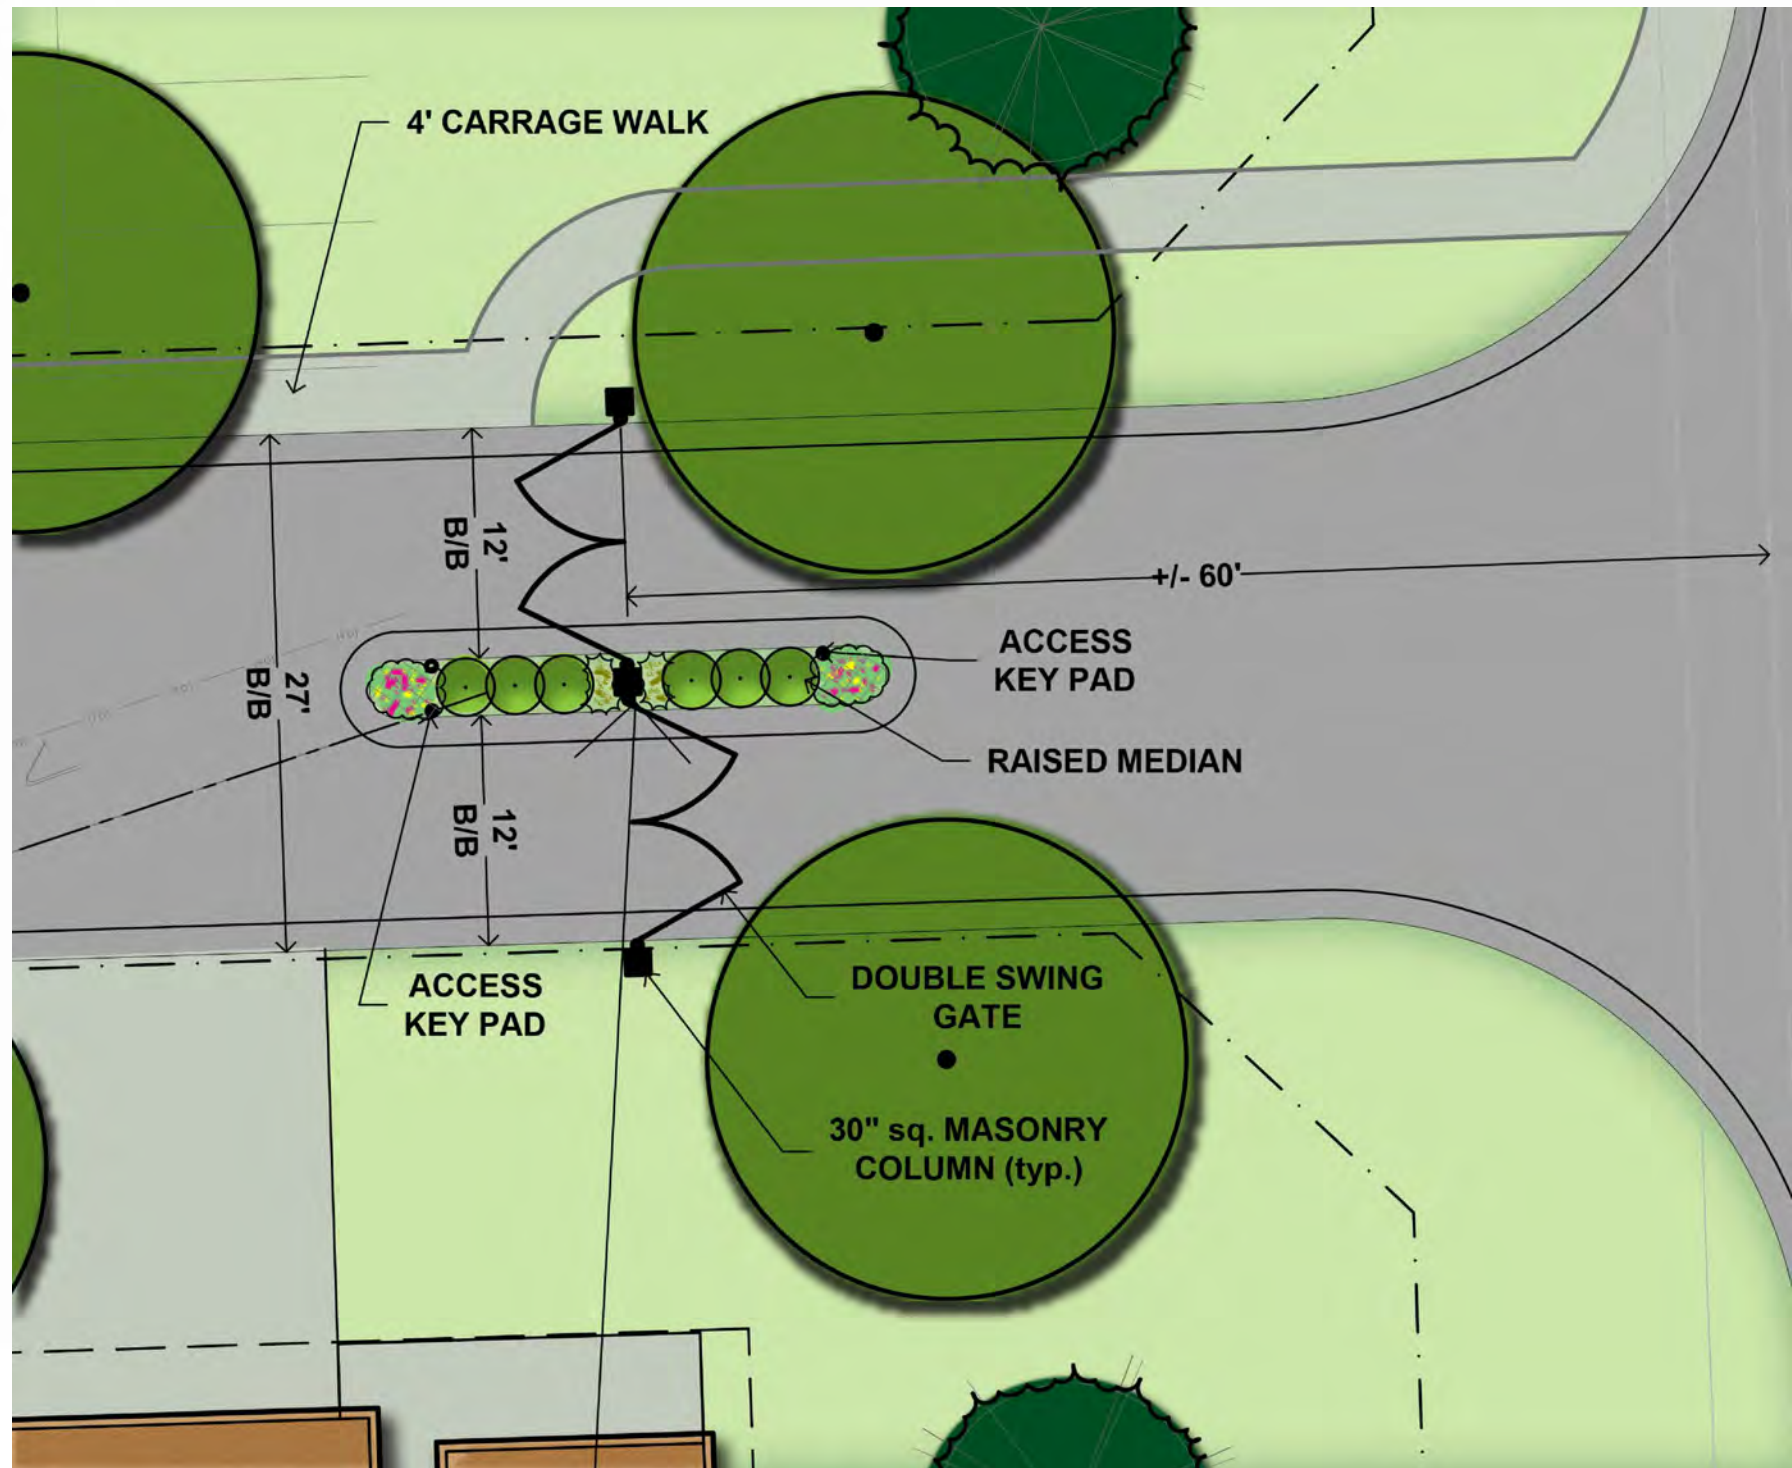 4' CARRAGE WALK
12'
B/B
+/- 60'
ACCESS
KEY PAD
27'
B/B
RAISED MEDIAN
12'
B/B
ACCESS
KEY PAD
DOUBLE SWING
GATE
30" sq. MASONRY
COLUMN (typ.)